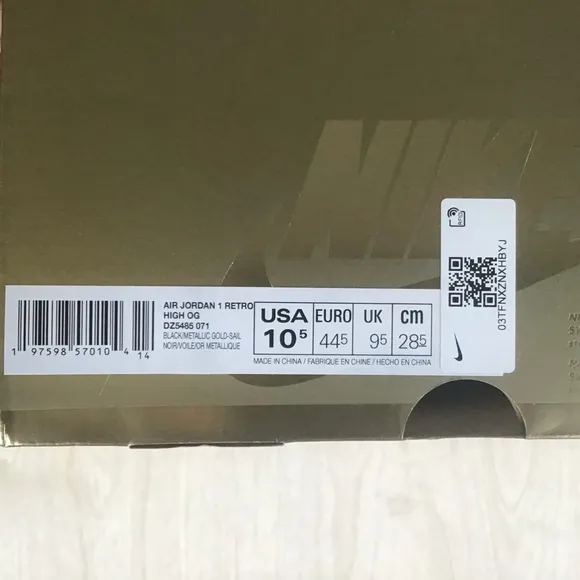 NIKE
AIR JORDAN 1 RETRO
HIGH OG
DZ5485 071
BLACK/METALLIC GOLD-SAIL
NOIR/VOILE/OR METALLIQUE
1 97598 57010 4 14
USA EURO UK cm
10⁵ 44⁵ 9⁵ 28⁵
MADE IN CHINA / FABRIQUE EN CHINE / HECHO EN CHINA
03TFNXZNXHBYJ